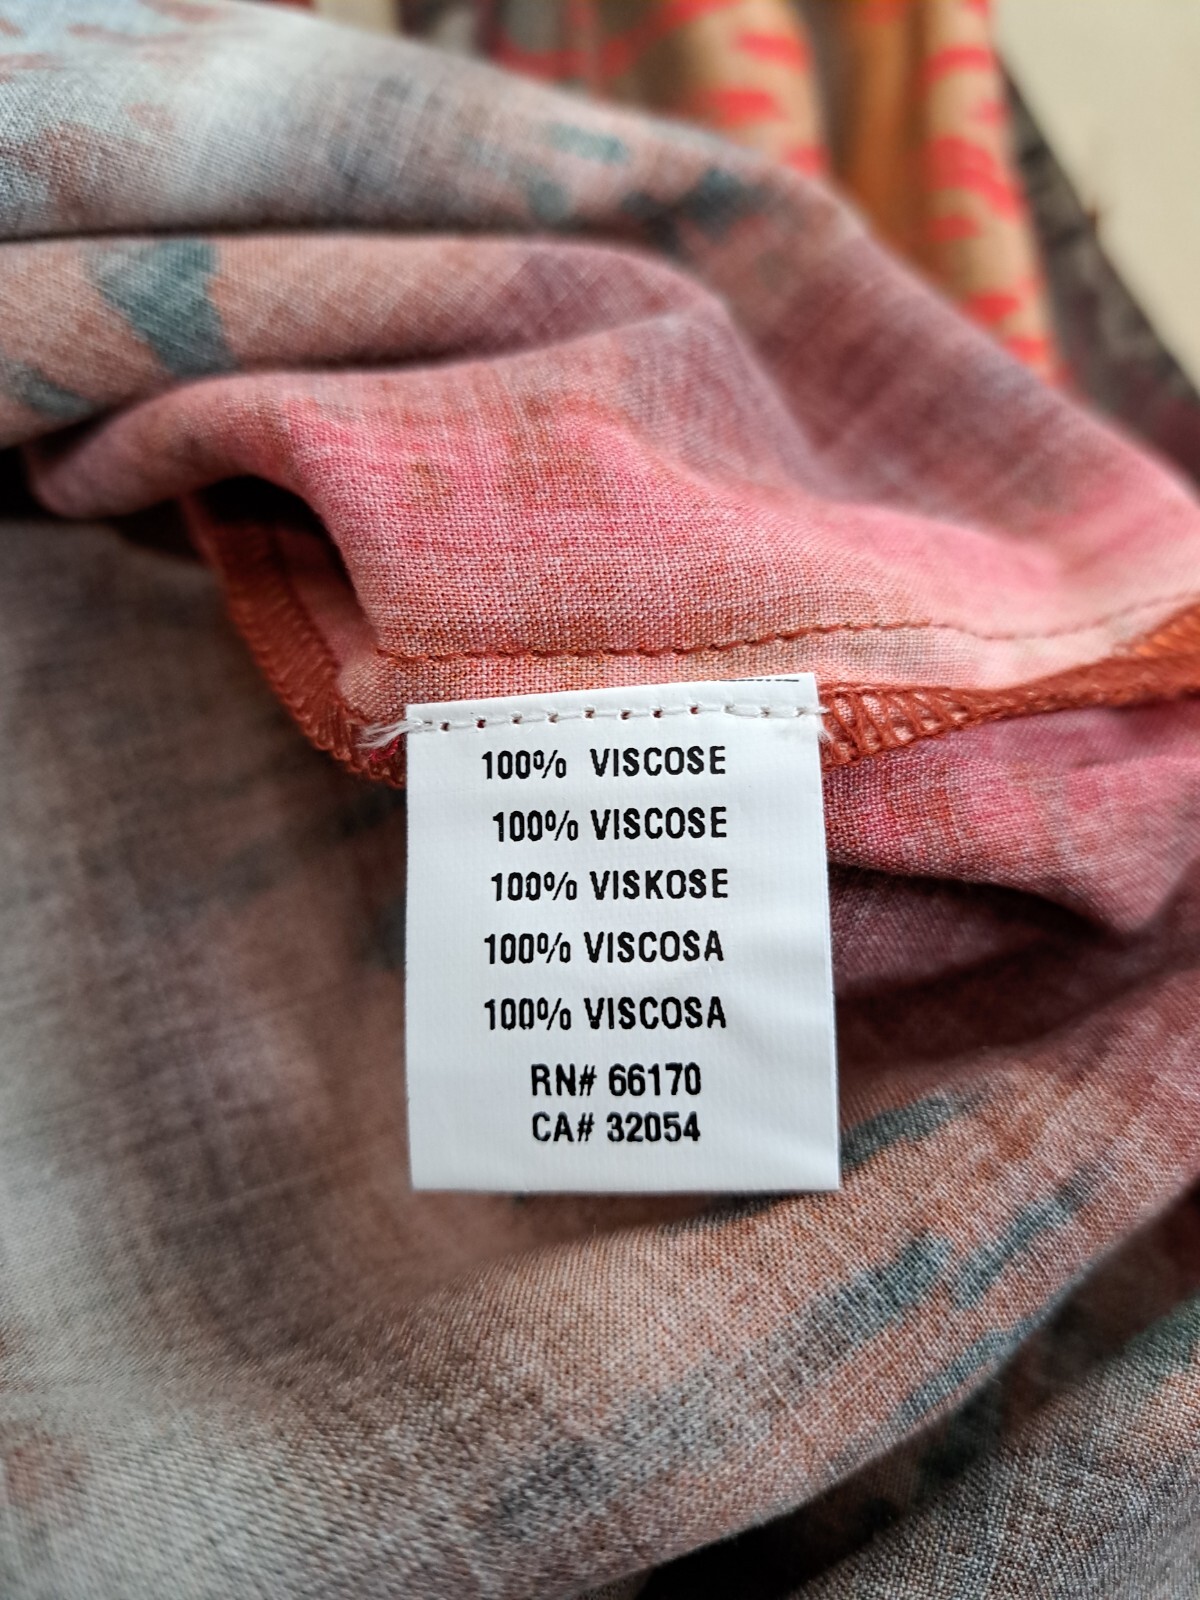 100% VISCOSE
100% VISCOSE
100% VISKOSE
100% VISCOSA
100% VISCOSA
RN# 66170
CA# 32054